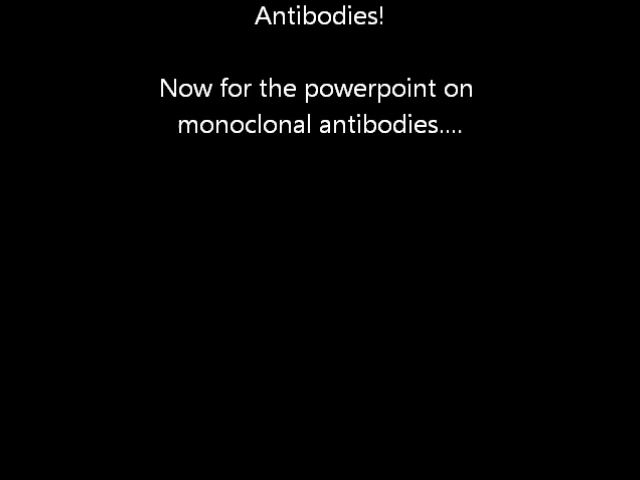 Antibodies!
Now for the powerpoint on
monoclonal antibodies....